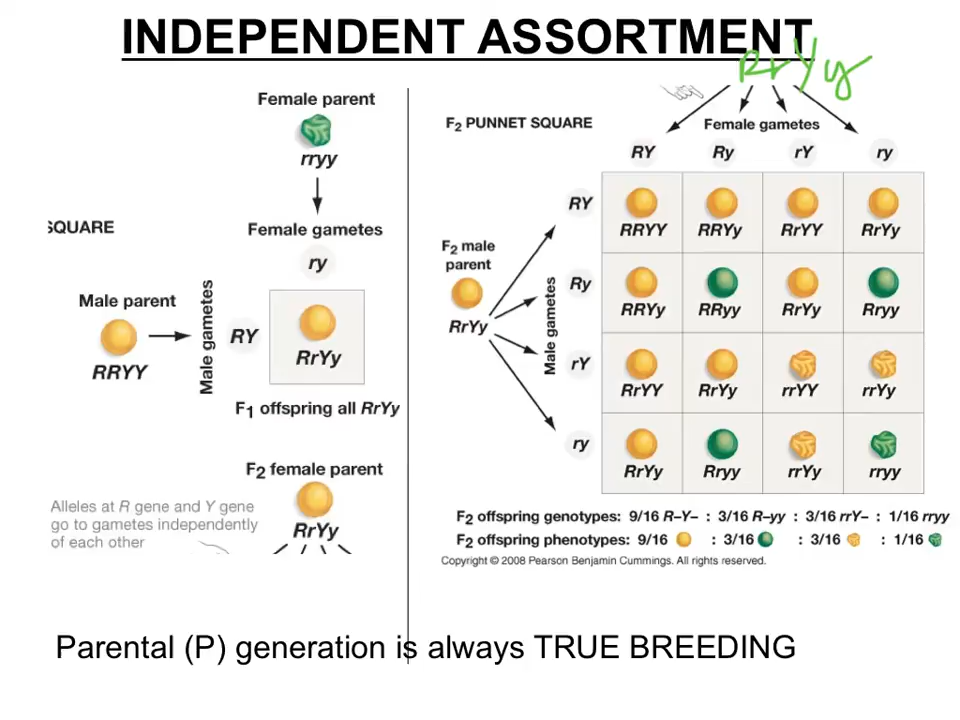 INDEPENDENT ASSORTMENT
RrYy
Female parent
rryy
SQUARE
Female gametes
ry
Male parent
RRYY
Male gametes
RY
RrYy
F1 offspring all RrYy
F2 female parent
RrYy
Alleles at R gene and Y gene
go to gametes independently
of each other
F2 PUNNET SQUARE
Female gametes
RY Ry rY ry
F2 male
parent
RrYy
Male gametes
RY
RRYY RRYy RrYY RrYy
Ry
RRYy RRyy RrYy Rryy
rY
RrYY RrYy rrYY rrYy
ry
RrYy Rryy rrYy rryy
F2 offspring genotypes: 9/16 R–Y– : 3/16 R–yy : 3/16 rrY– : 1/16 rryy
F2 offspring phenotypes: 9/16 : 3/16 : 3/16 : 1/16
Copyright © 2008 Pearson Benjamin Cummings. All rights reserved.
Parental (P) generation is always TRUE BREEDING